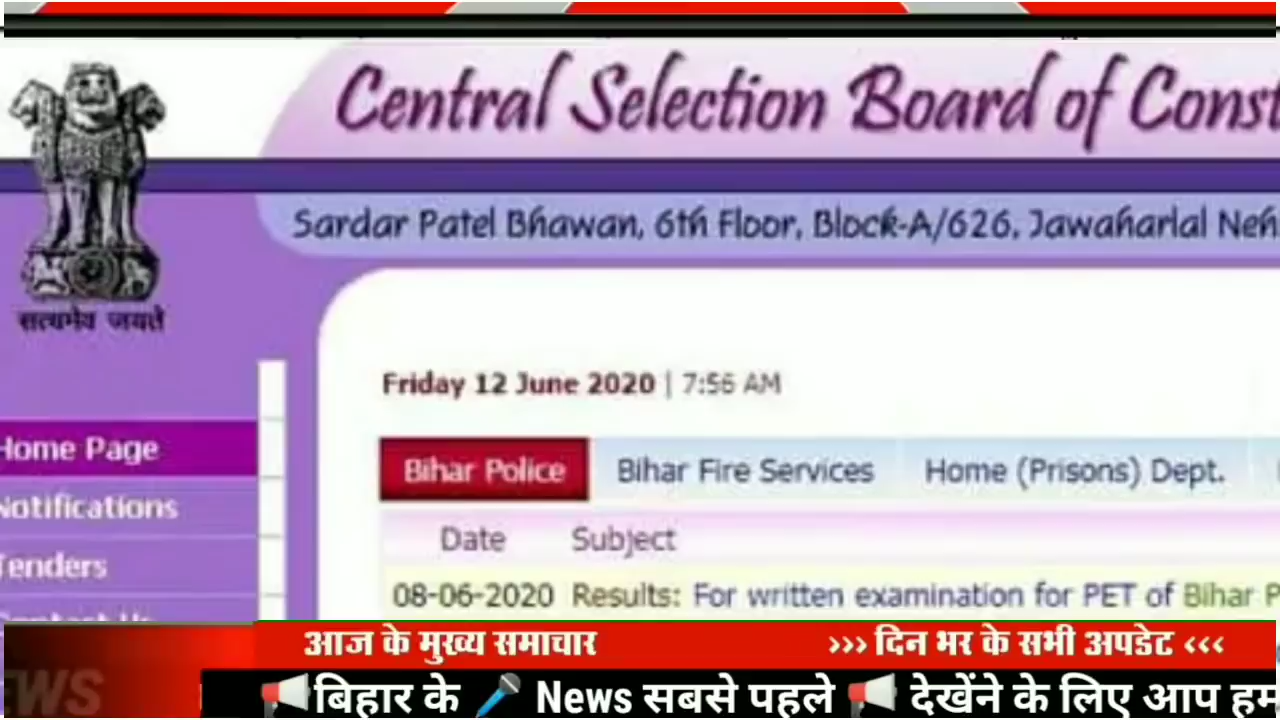 Central Selection Board of Const
Sardar Patel Bhawan, 6th Floor, Block-A/626, Jawaharlal Neh
सत्यमेव जयते
Friday 12 June 2020 | 7:56 AM
Home Page
Notifications
Tenders
Contact Us
Bihar Police Bihar Fire Services Home (Prisons) Dept.
Date Subject
08-06-2020 Results: For written examination for PET of Bihar P
आज के मुख्य समाचार >>> दिन भर के सभी अपडेट <<<
EWS
📢बिहार के 🎤 News सबसे पहले 📢 देखेंने के लिए आप हम